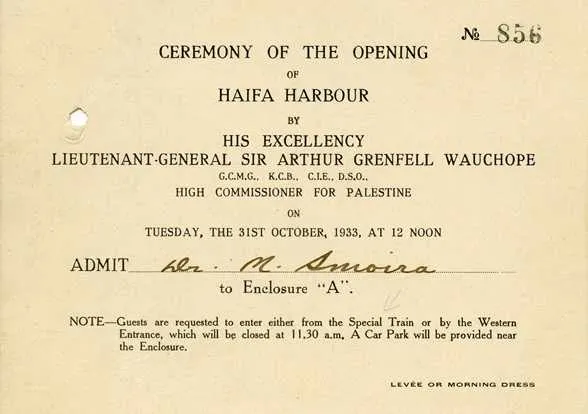 № 856
CEREMONY OF THE OPENING
OF
HAIFA HARBOUR
BY
HIS EXCELLENCY
LIEUTENANT-GENERAL SIR ARTHUR GRENFELL WAUCHOPE
G.C.M.G., K.C.B., C.I.E., D.S.O.,
HIGH COMMISSIONER FOR PALESTINE
ON
TUESDAY, THE 31ST OCTOBER, 1933, AT 12 NOON
ADMIT Dr. M. Smoira
to Enclosure "A".
NOTE—Guests are requested to enter either from the Special Train or by the Western
Entrance, which will be closed at 11.30 a.m. A Car Park will be provided near
the Enclosure.
LEVÉE OR MORNING DRESS